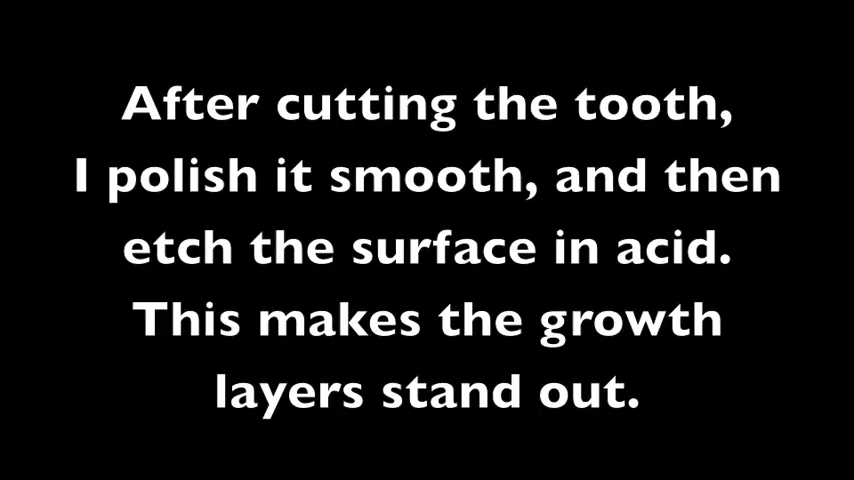 After cutting the tooth,
I polish it smooth, and then
etch the surface in acid.
This makes the growth
layers stand out.